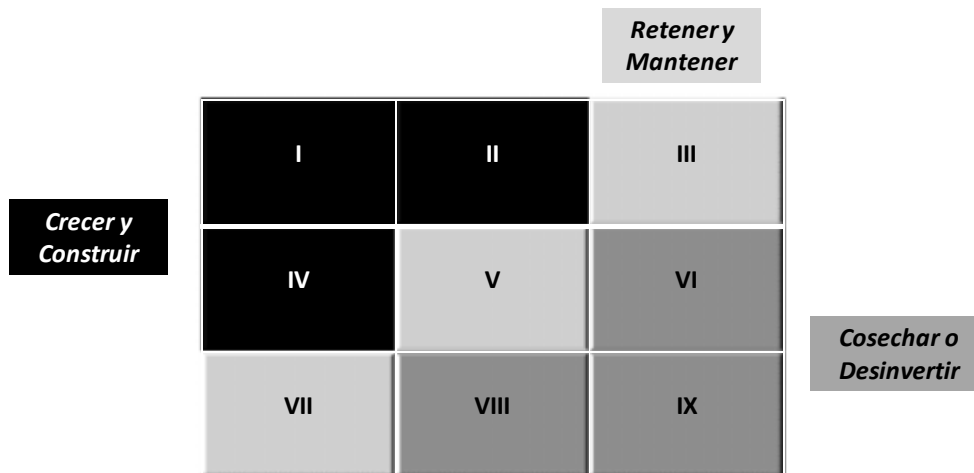 Retener y
Mantener
I
II
III
Crecer y
Construir
IV
V
VI
Cosechar o
Desinvertir
VII
VIII
IX